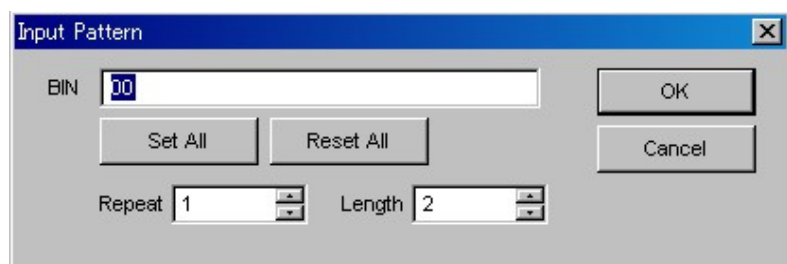 Input Pattern
BIN 00 OK
Set All Reset All Cancel
Repeat 1 Length 2